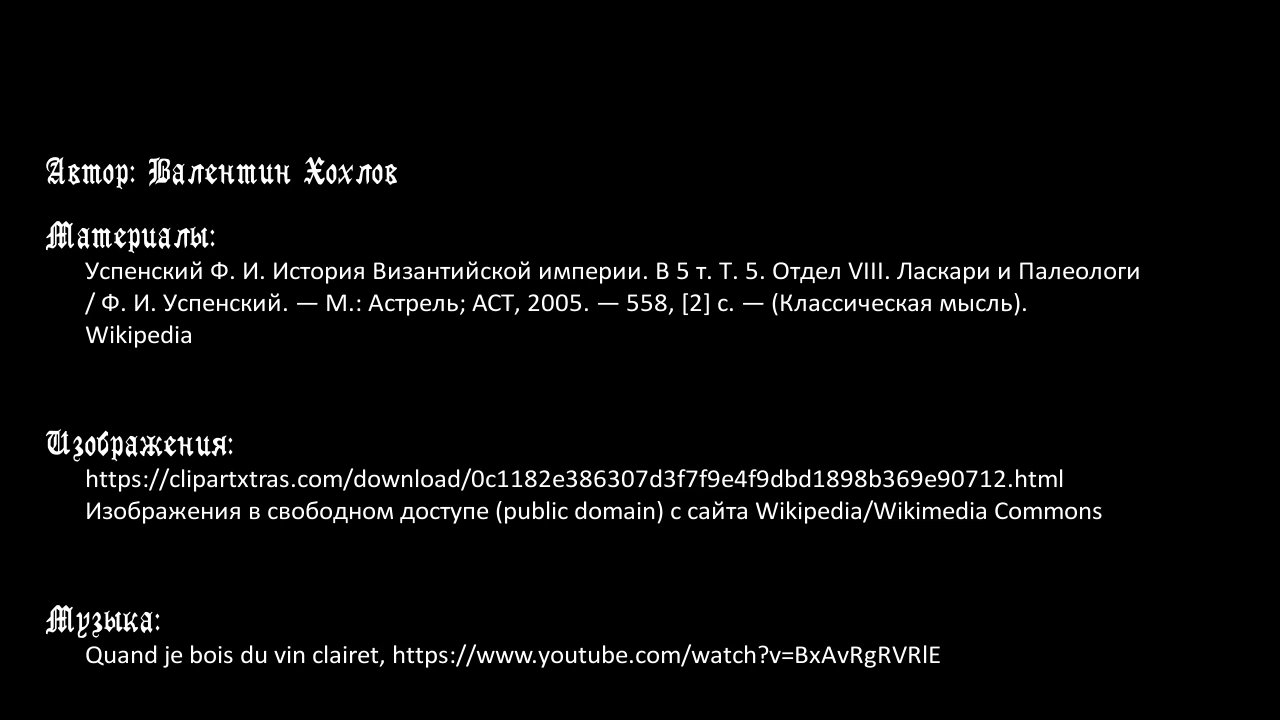 Автор: Валентин Хохлов
Материалы:
Успенский Ф. И. История Византийской империи. В 5 т. Т. 5. Отдел VIII. Ласкари и Палеологи
/ Ф. И. Успенский. — М.: Астрель; АСТ, 2005. — 558, [2] с. — (Классическая мысль).
Wikipedia
Изображения:
https://clipartxtras.com/download/0c1182e386307d3f7f9e4f9dbd1898b369e90712.html
Изображения в свободном доступе (public domain) с сайта Wikipedia/Wikimedia Commons
Музыка:
Quand je bois du vin clairet, https://www.youtube.com/watch?v=BxAvRgRVRlE